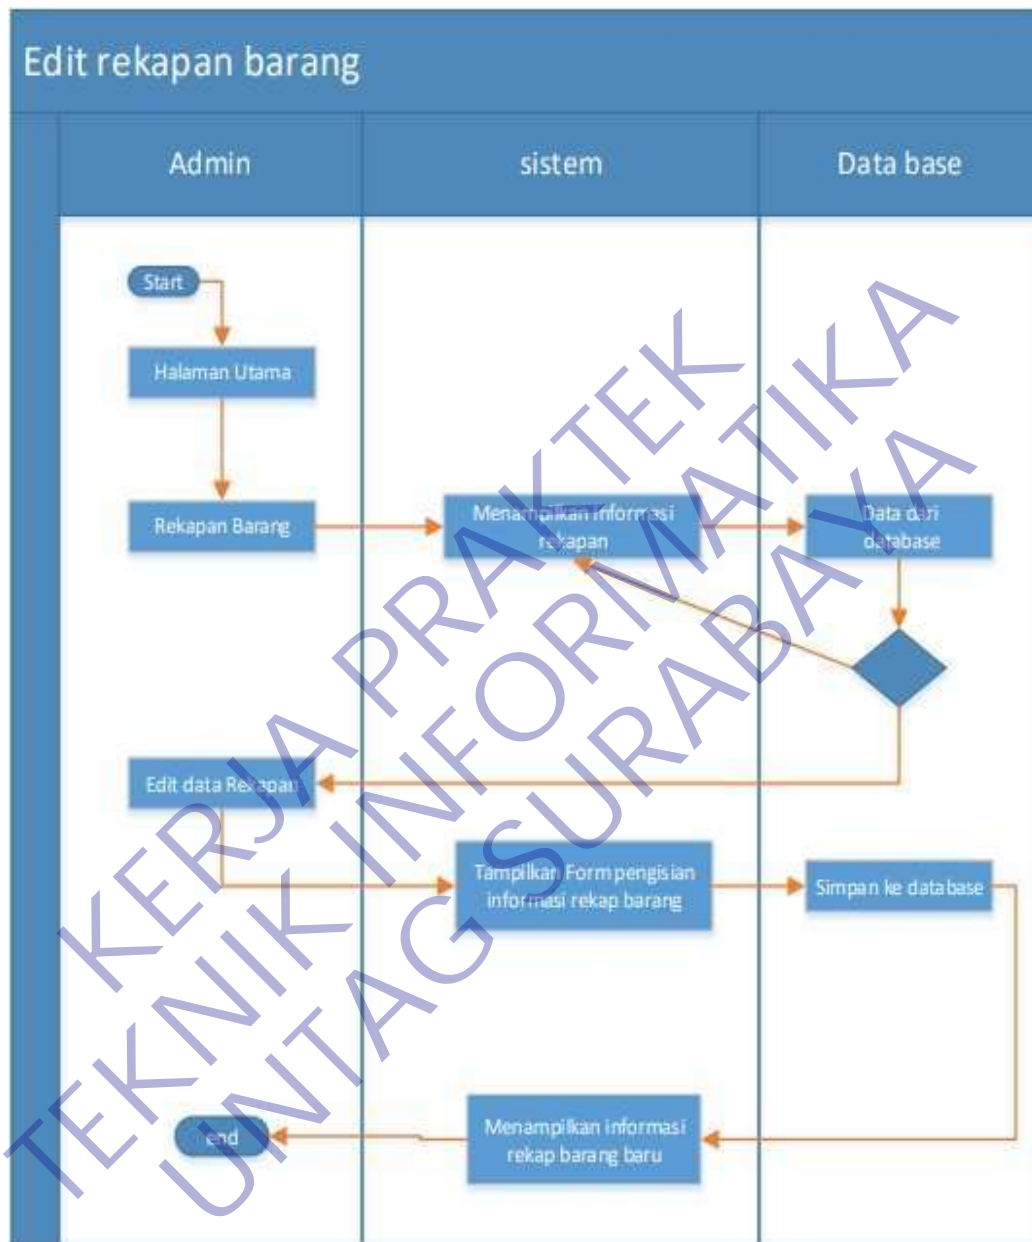 Edit rekapan barang
Admin
sistem
Data base
Start
Halaman Utama
Rekapan Barang
Menampilkan informasi
rekapan
Data dari
database
Edit data Rekapan
Tampilkan Form pengisian
informasi rekap barang
Simpan ke database
Menampilkan informasi
rekap barang baru
end
KERJA PRAKTEK
TEKNIK INFORMATIKA
UNTAG SURABAYA